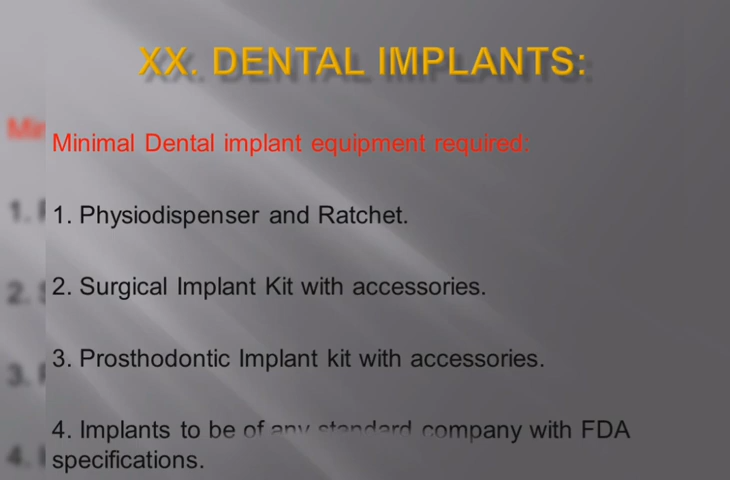 XX. DENTAL IMPLANTS:
Minimal Dental implant equipment required:
1. Physiodispenser and Ratchet.
2. Surgical Implant Kit with accessories.
3. Prosthodontic Implant kit with accessories.
4. Implants to be of any standard company with FDA
specifications.